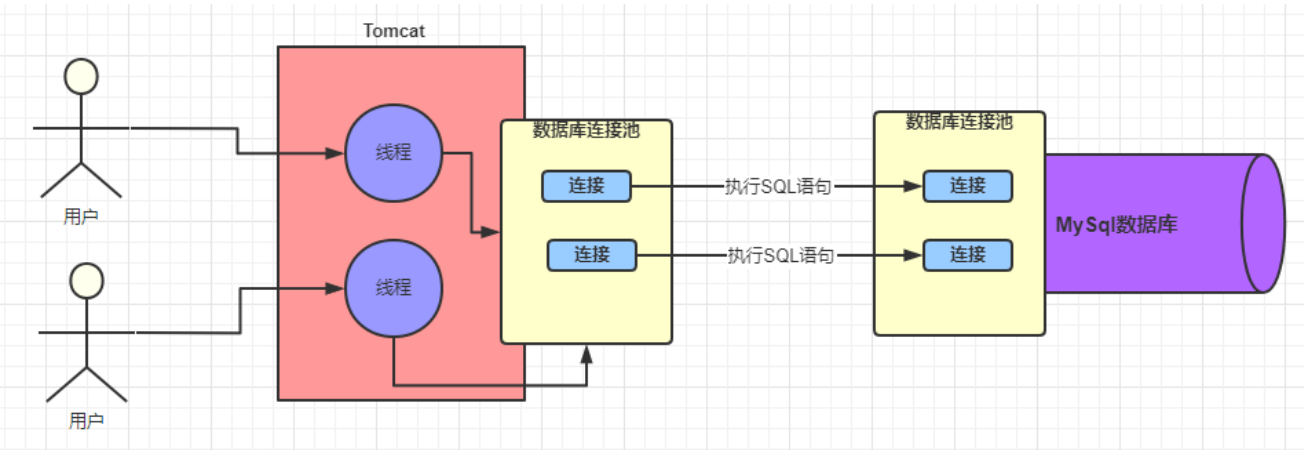 Tomcat
用户
线程
数据库连接池
连接
执行SQL语句
数据库连接池
连接
连接
执行SQL语句
连接
MySql数据库
用户
线程